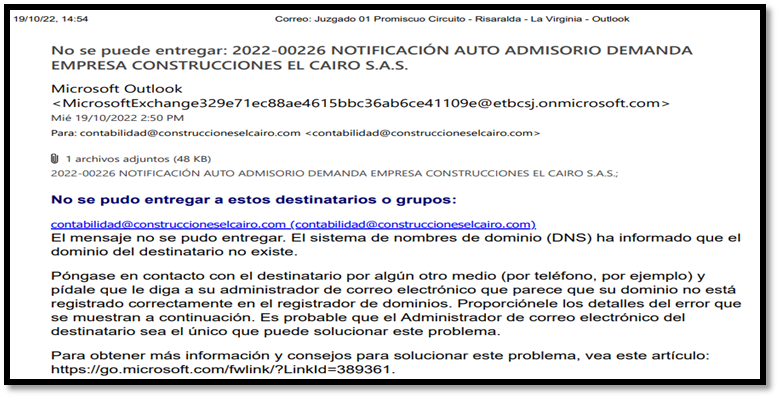 19/10/22, 14:54 Correo: Juzgado 01 Promiscuo Circuito - Risaralda - La Virginia - Outlook
No se puede entregar: 2022-00226 NOTIFICACIÓN AUTO ADMISORIO DEMANDA
EMPRESA CONSTRUCCIONES EL CAIRO S.A.S.
Microsoft Outlook
<MicrosoftExchange329e71ec88ae4615bbc36ab6ce41109e@etbcsj.onmicrosoft.com>
Mié 19/10/2022 2:50 PM
Para: contabilidad@construccioneselcairo.com <contabilidad@construccioneselcairo.com>
1 archivos adjuntos (48 KB)
2022-00226 NOTIFICACIÓN AUTO ADMISORIO DEMANDA EMPRESA CONSTRUCCIONES EL CAIRO S.A.S.;
No se pudo entregar a estos destinatarios o grupos:
contabilidad@construccioneselcairo.com (contabilidad@construccioneselcairo.com)
El mensaje no se pudo entregar. El sistema de nombres de dominio (DNS) ha informado que el
dominio del destinatario no existe.
Póngase en contacto con el destinatario por algún otro medio (por teléfono, por ejemplo) y
pídale que le diga a su administrador de correo electrónico que parece que su dominio no está
registrado correctamente en el registrador de dominios. Proporciónele los detalles del error que
se muestran a continuación. Es probable que el Administrador de correo electrónico del
destinatario sea el único que puede solucionar este problema.
Para obtener más información y consejos para solucionar este problema, vea este artículo:
https://go.microsoft.com/fwlink/?LinkId=389361.